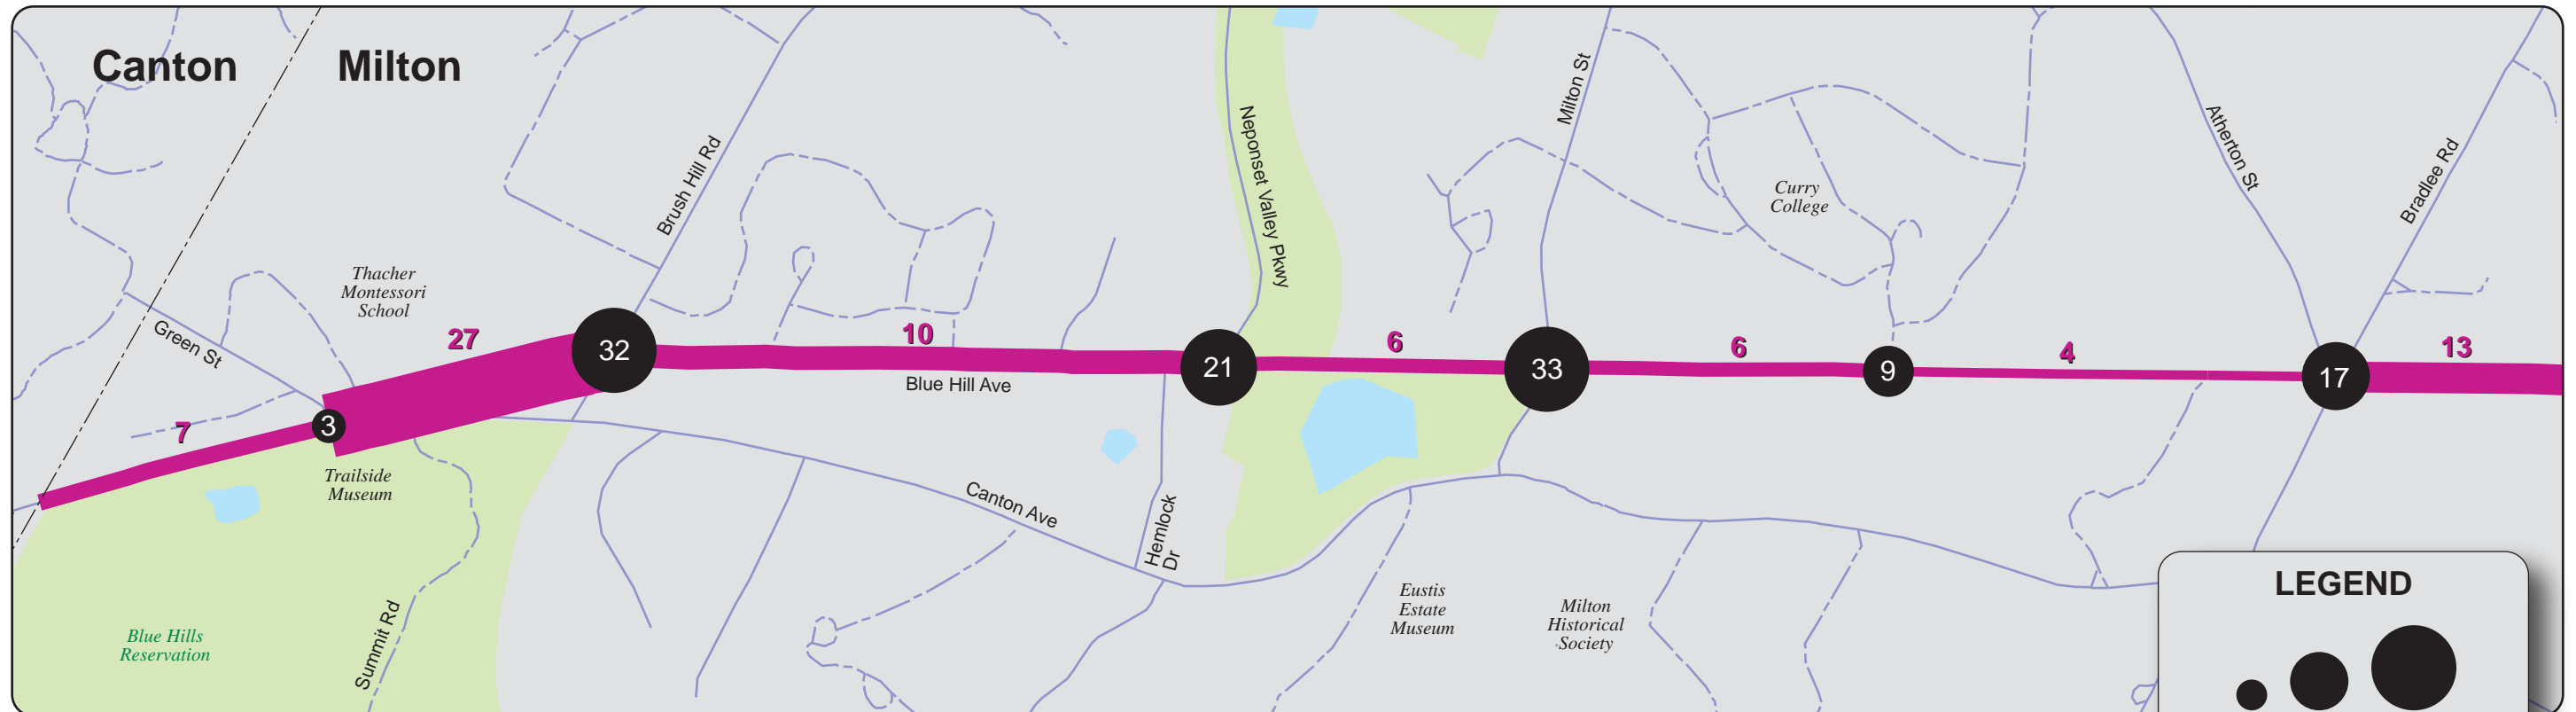 Canton
Milton
Milton St
Neponset Valley Pkwy
Atherton St
Brush Hill Rd
Bradlee Rd
Curry
College
Thacher
Montessori
School
Green St
27
32
10
21
6
33
6
9
4
17
13
Blue Hill Ave
7
3
Trailside
Museum
Canton Ave
Hemlock
Dr
Summit Rd
Blue Hills
Reservation
Eustis
Estate
Museum
Milton
Historical
Society
LEGEND